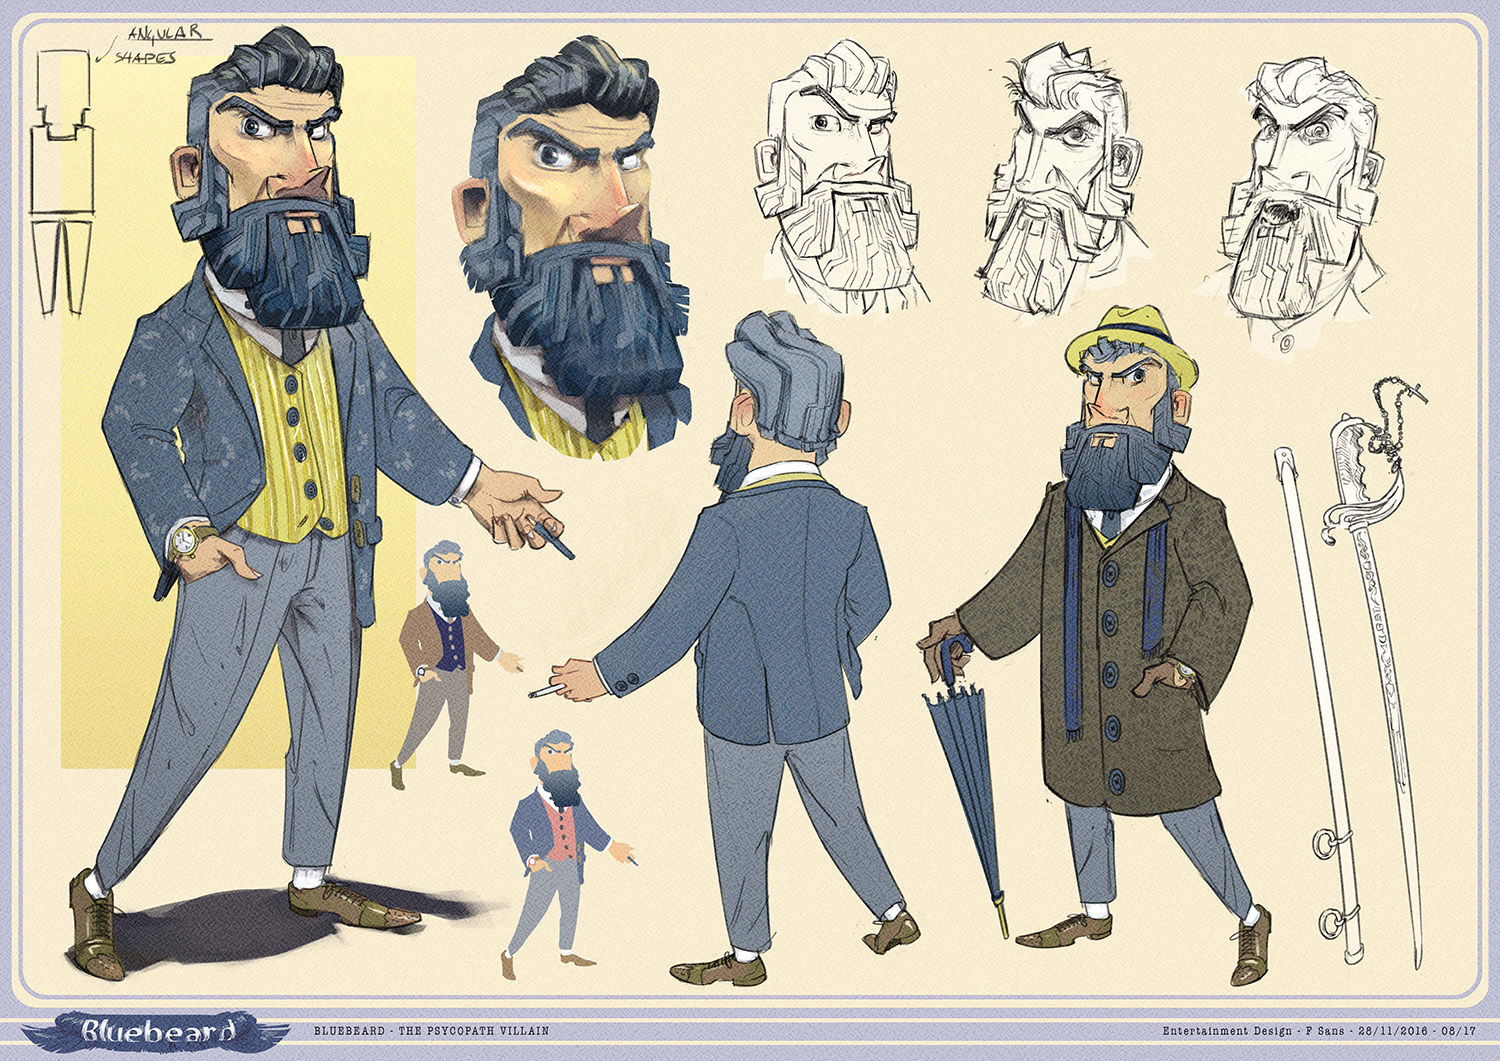 ANGULAR
SHAPES
Bluebeard
BLUEBEARD - THE PSYCOPATH VILLAIN
Entertainment Design - F Sans - 28/11/2016 - 08/17